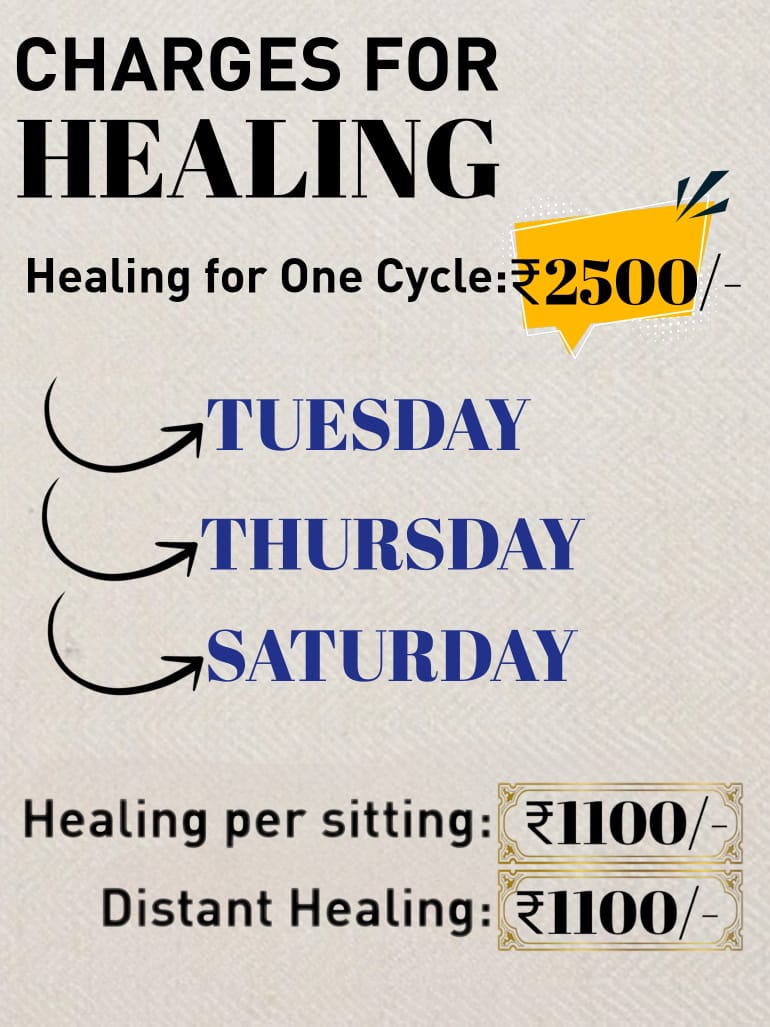 CHARGES FOR
HEALING
Healing for One Cycle:₹2500/-
TUESDAY
THURSDAY
SATURDAY
Healing per sitting: ₹1100/-
Distant Healing: ₹1100/-